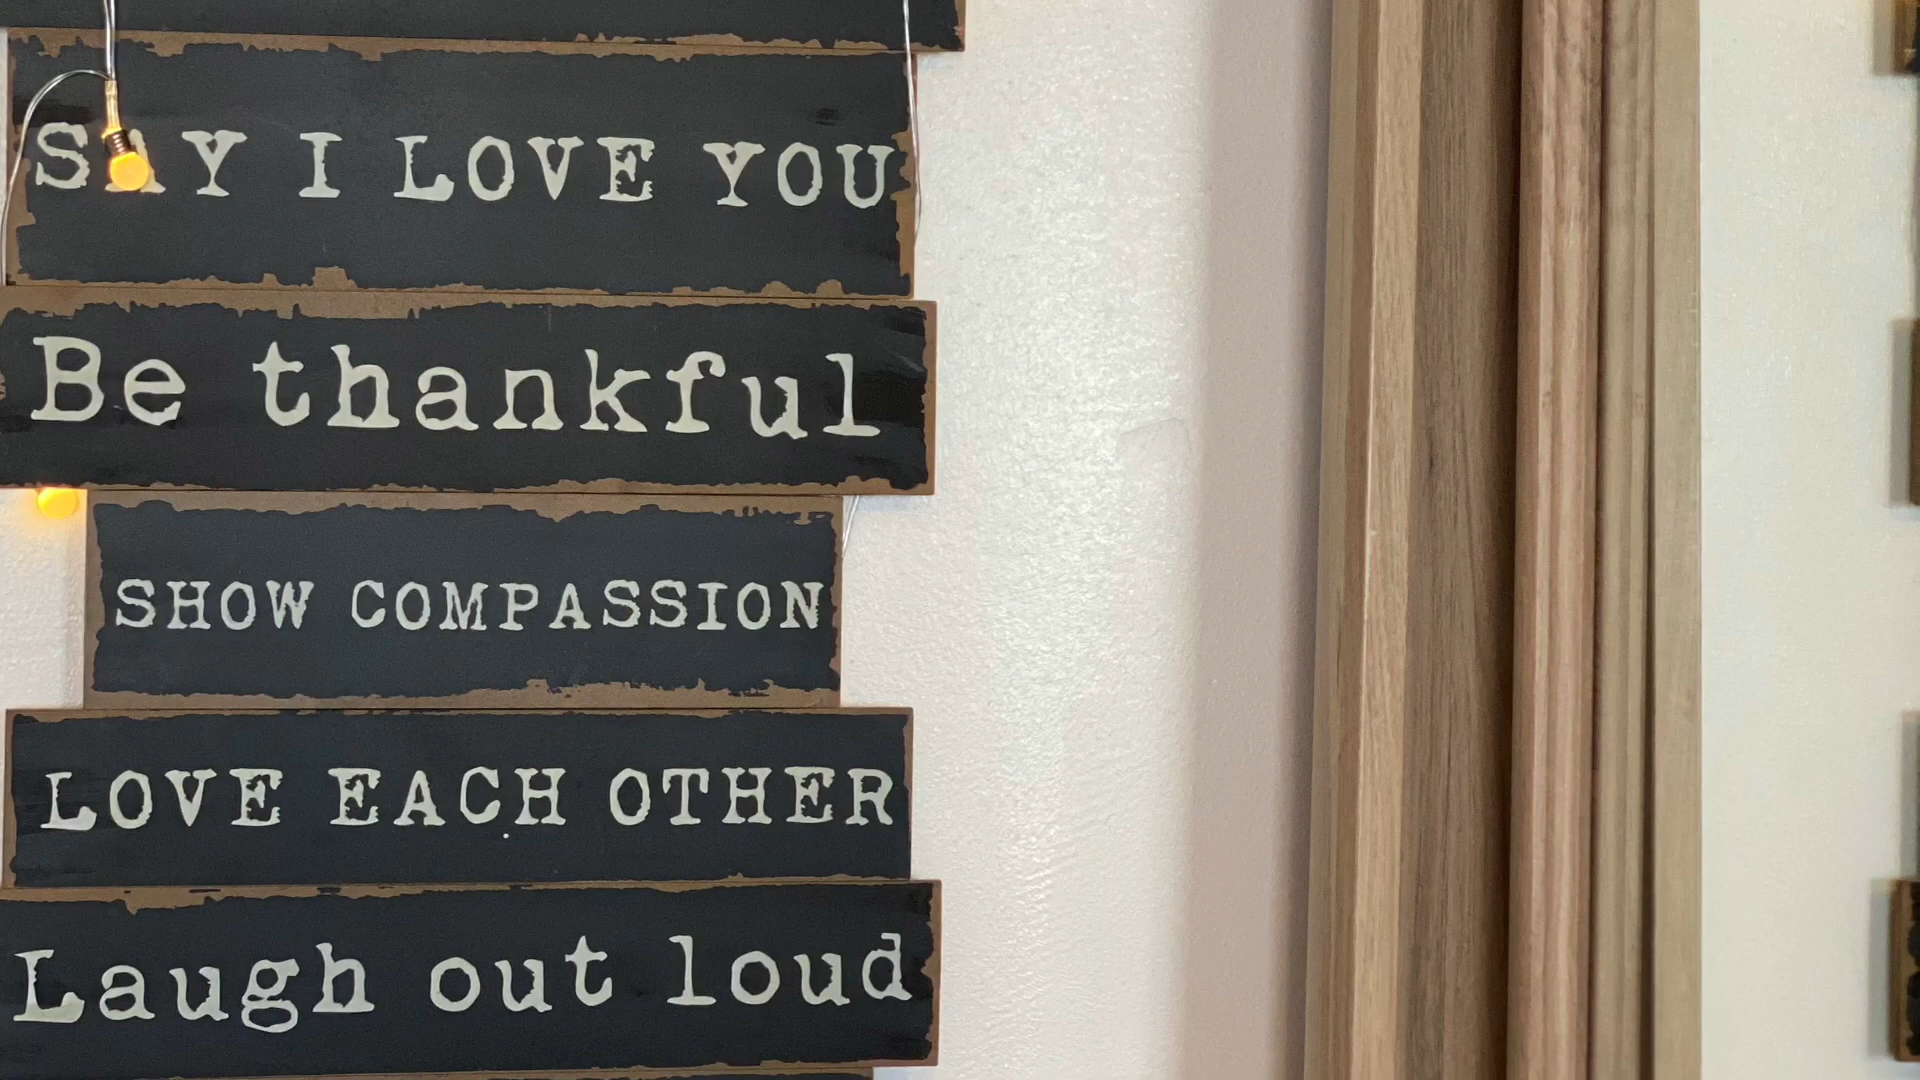 SAY I LOVE YOU
Be thankful
SHOW COMPASSION
LOVE EACH OTHER
Laugh out loud